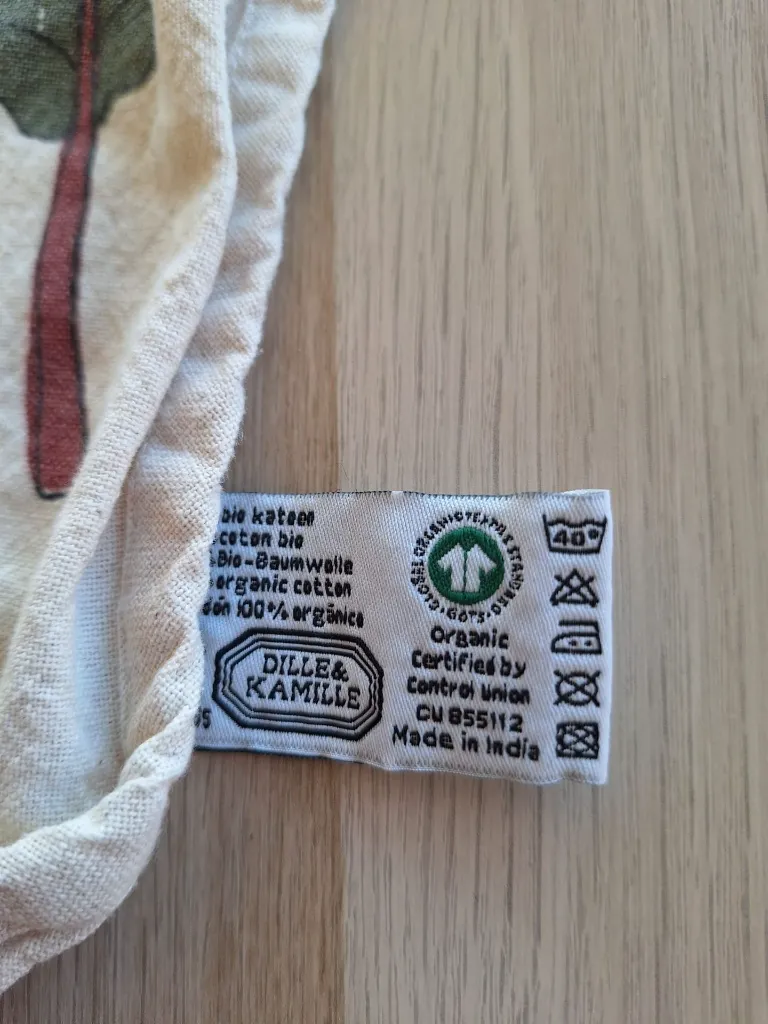 bio katoen
coton bio
Bio-Baumwolle
organic cotton
100% orgánico
DILLE&
KAMILLE
GLOBAL ORGANIC TEXTILE STANDARD
·GOTS·
Organic
Certified by
Control Union
CU 855112
Made in India
40°